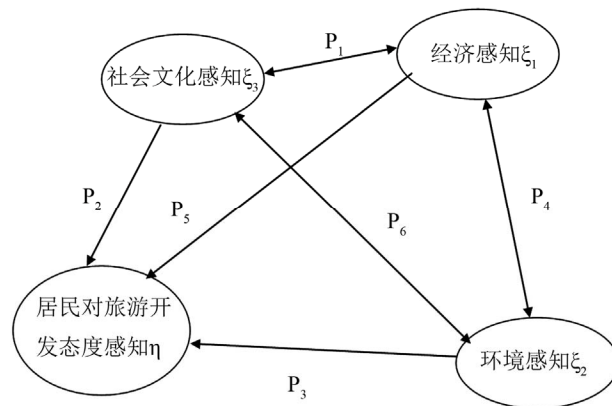 P₁
经济感知ξ₁
社会文化感知ξ₃
P₂
P₅
P₆
P₄
居民对旅游开
发态度感知η
环境感知ξ₂
P₃